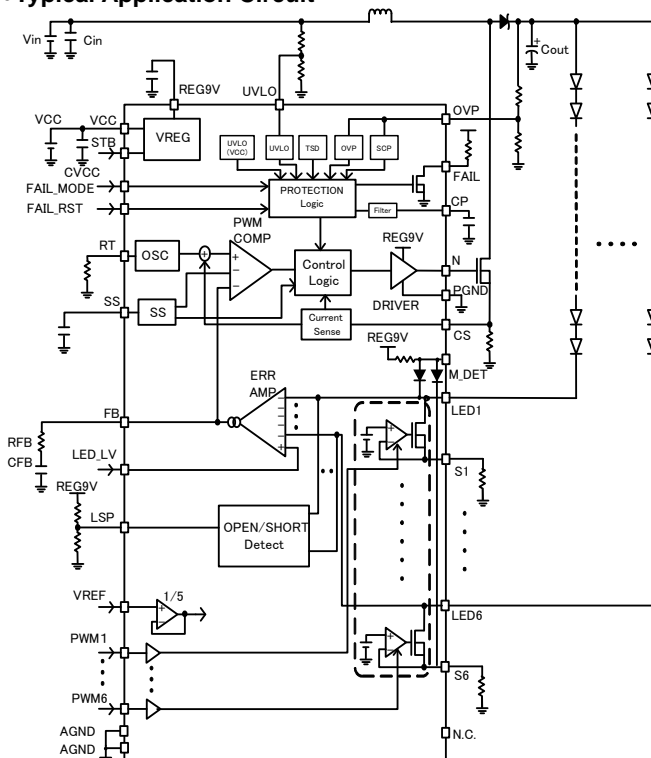 Typical Application Circuit
Vin
Cin
Cout
REG9V
UVLO
VCC
VCC
STB
VREG
CVCC
OVP
UVLO
(VCC)
UVLO
TSD
OVP
SCP
FAIL
FAIL_MODE
FAIL_RST
PROTECTION
Logic
Filter
CP
PWM
COMP
REG9V
RT
OSC
+
+
−
−
Control
Logic
N
PGND
DRIVER
SS
SS
Current
Sense
CS
REG9V
M_DET
ERR
AMP
LED1
FB
RFB
CFB
LED_LV
REG9V
S1
LSP
OPEN/SHORT
Detect
VREF
1/5
LED6
PWM1
S6
PWM6
AGND
AGND
N.C.